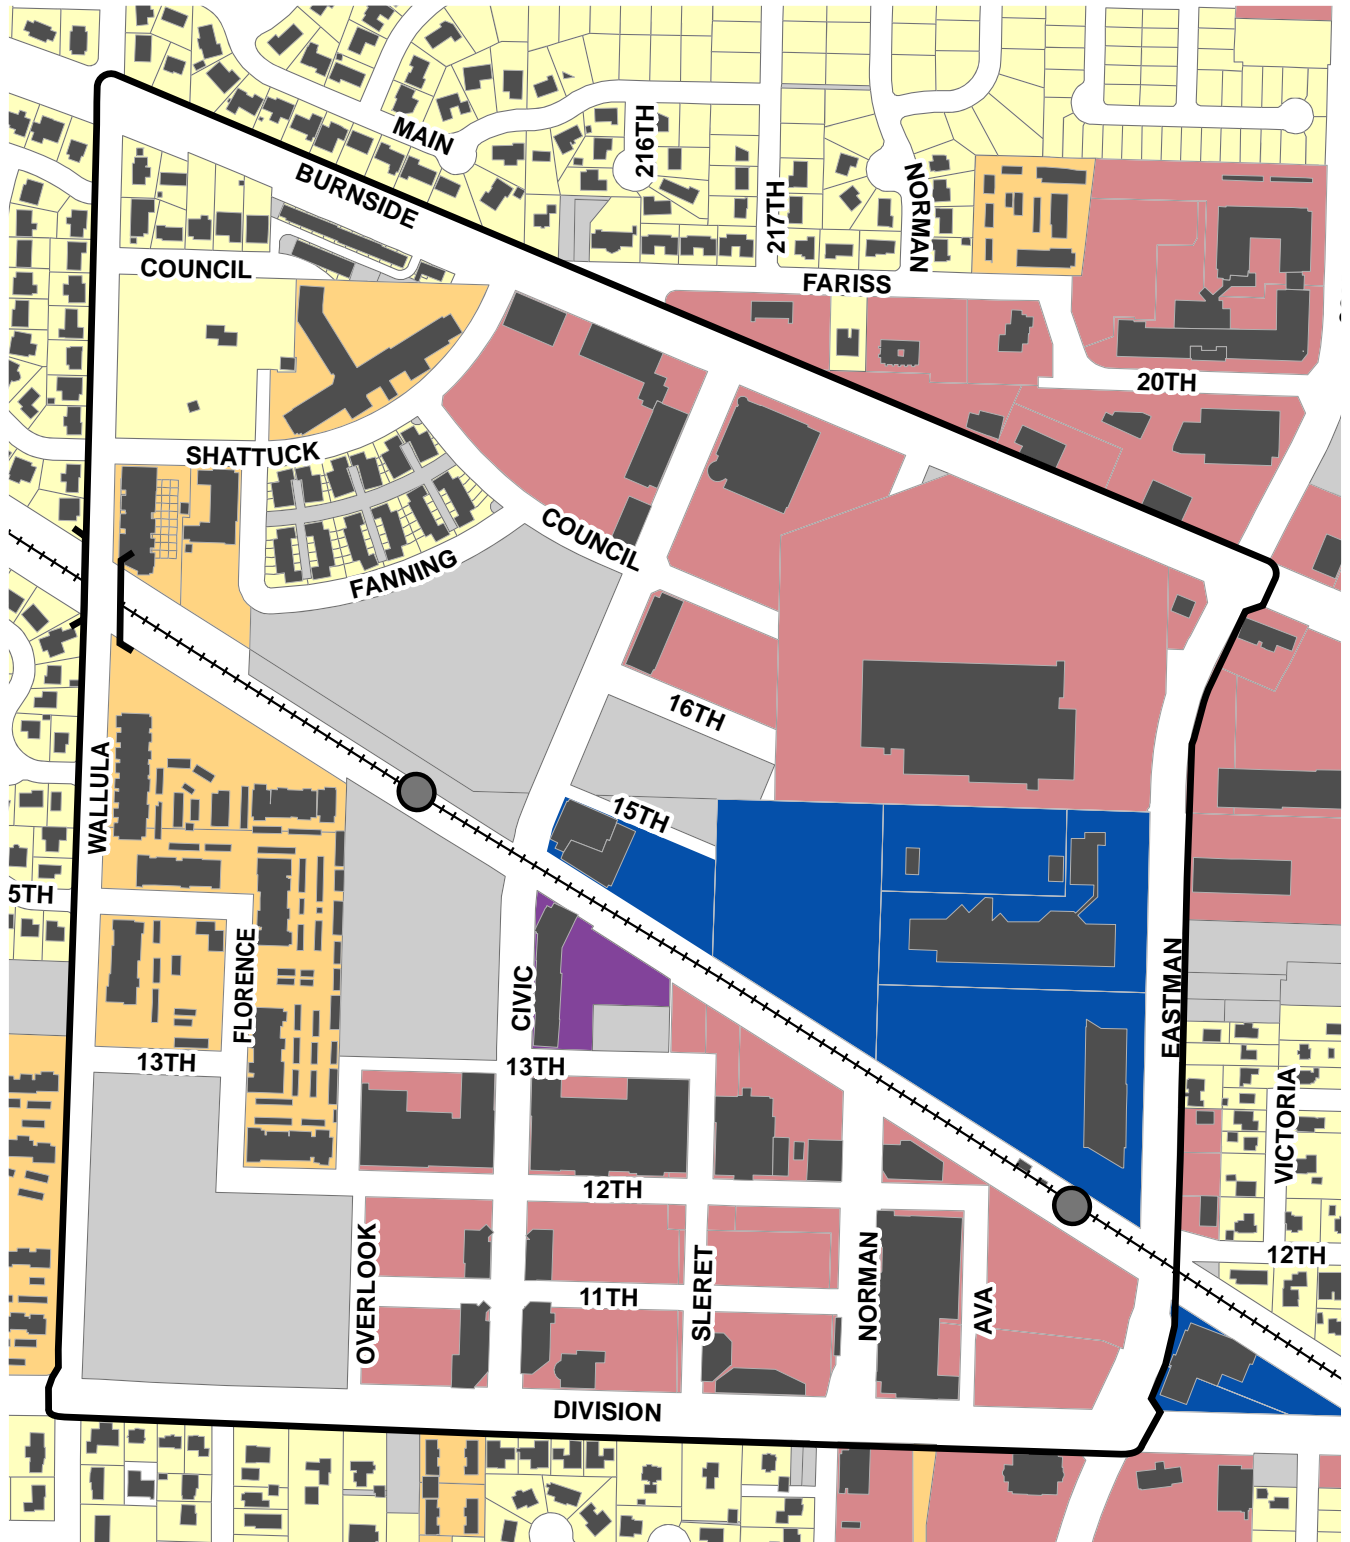 MAIN
216TH
BURNSIDE
217TH
NORMAN
COUNCIL
FARISS
20TH
SHATTUCK
COUNCIL
FANNING
16TH
WALLULA
15TH
5TH
FLORENCE
CIVIC
EASTMAN
13TH
13TH
VICTORIA
12TH
12TH
OVERLOOK
SLERET
NORMAN
11TH
AVA
DIVISION